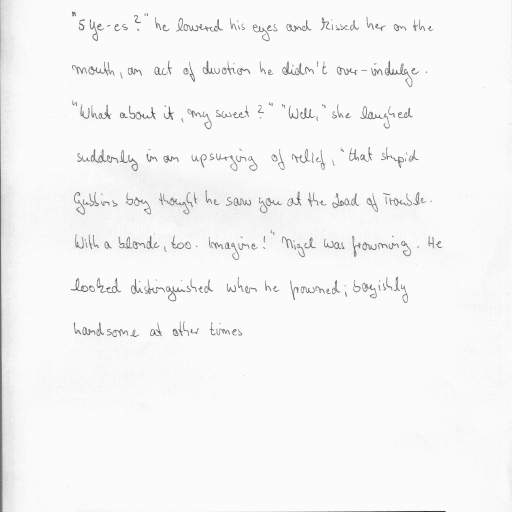 "5 Ye-es?" he lowered his eyes and kissed her on the
mouth, an act of devotion he didn't over-indulge.
"What about it, my sweet?" "Well," she laughed
suddenly in an upsurging of relief, "that stupid
Gubbins boy thought he saw you at the Load of Trouble.
With a blonde, too. Imagine!" Nigel was frowning. He
looked distinguished when he frowned; boyishly
handsome at other times